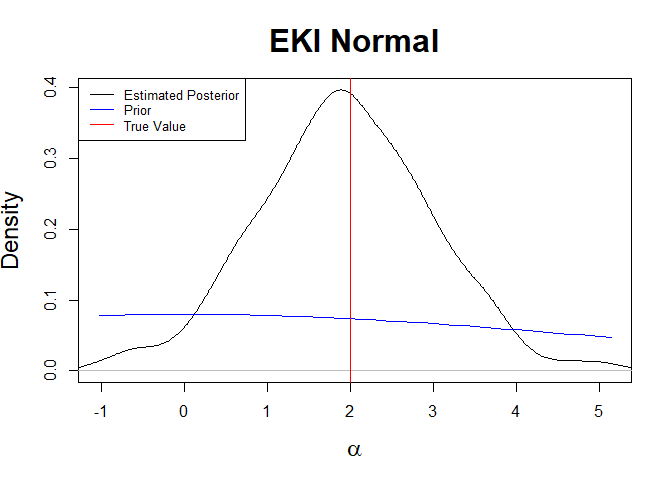 EKI Normal
Estimated Posterior
Prior
True Value
Density
0.0 0.1 0.2 0.3 0.4
-1 0 1 2 3 4 5
α